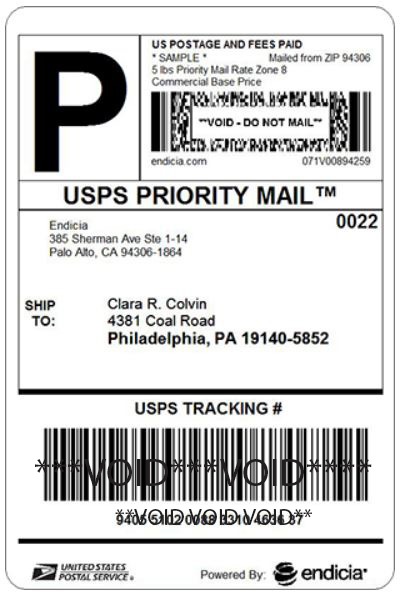 P
US POSTAGE AND FEES PAID
* SAMPLE * Mailed from ZIP 94306
5 lbs Priority Mail Rate Zone 8
Commercial Base Price
**VOID - DO NOT MAIL**
endicia.com 071V00894259
USPS PRIORITY MAIL™
0022
Endicia
385 Sherman Ave Ste 1-14
Palo Alto, CA 94306-1864
SHIP TO:
Clara R. Colvin
4381 Coal Road
Philadelphia, PA 19140-5852
USPS TRACKING #
***VOID***VOID****
**VOID VOID VOID**
9405 5102 0088 3310 4636 87
UNITED STATES
POSTAL SERVICE®
Powered By: endicia®